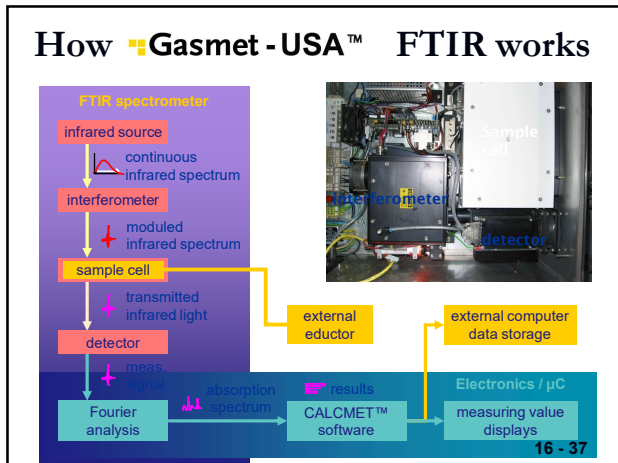 How Gasmet - USA™ FTIR works
FTIR spectrometer
infrared source
continuous
infrared spectrum
interferometer
moduled
infrared spectrum
sample cell
transmitted
infrared light
detector
meas.
signal
Fourier
analysis
absorption
spectrum
external
eductor
results
CALCMET™
software
external computer
data storage
Electronics / µC
measuring value
displays
16 - 37
Sample
cell
interferometer
detector